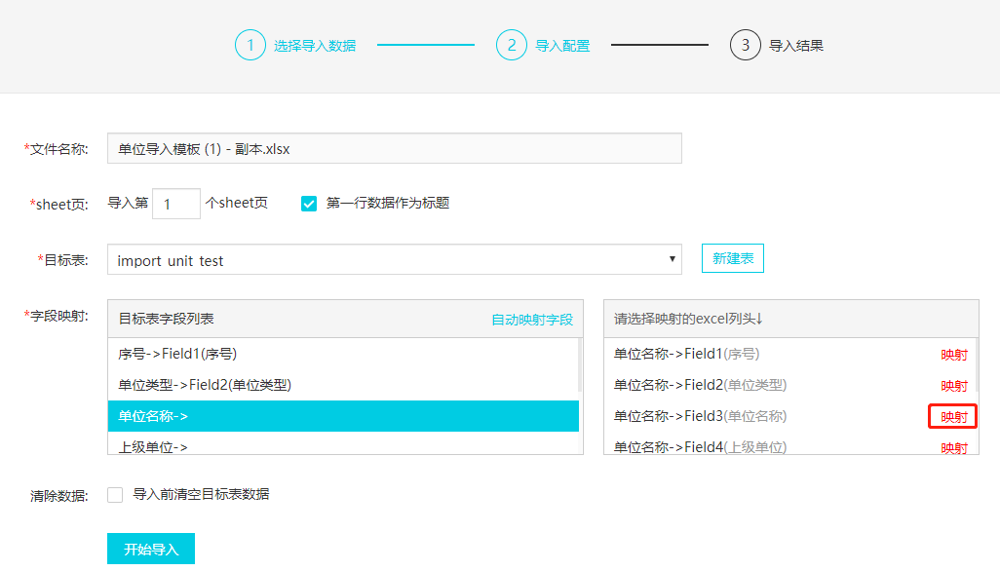 1 选择导入数据 2 导入配置 3 导入结果
*文件名称: 单位导入模板 (1) - 副本.xlsx
*sheet页: 导入第 1 个sheet页 第一行数据作为标题
*目标表: import unit test 新建表
*字段映射: 目标表字段列表 自动映射字段
序号->Field1(序号)
单位类型->Field2(单位类型)
单位名称->
上级单位->
请选择映射的excel列头↓
单位名称->Field1(序号) 映射
单位名称->Field2(单位类型) 映射
单位名称->Field3(单位名称) 映射
单位名称->Field4(上级单位) 映射
清除数据: 导入前清空目标表数据
开始导入